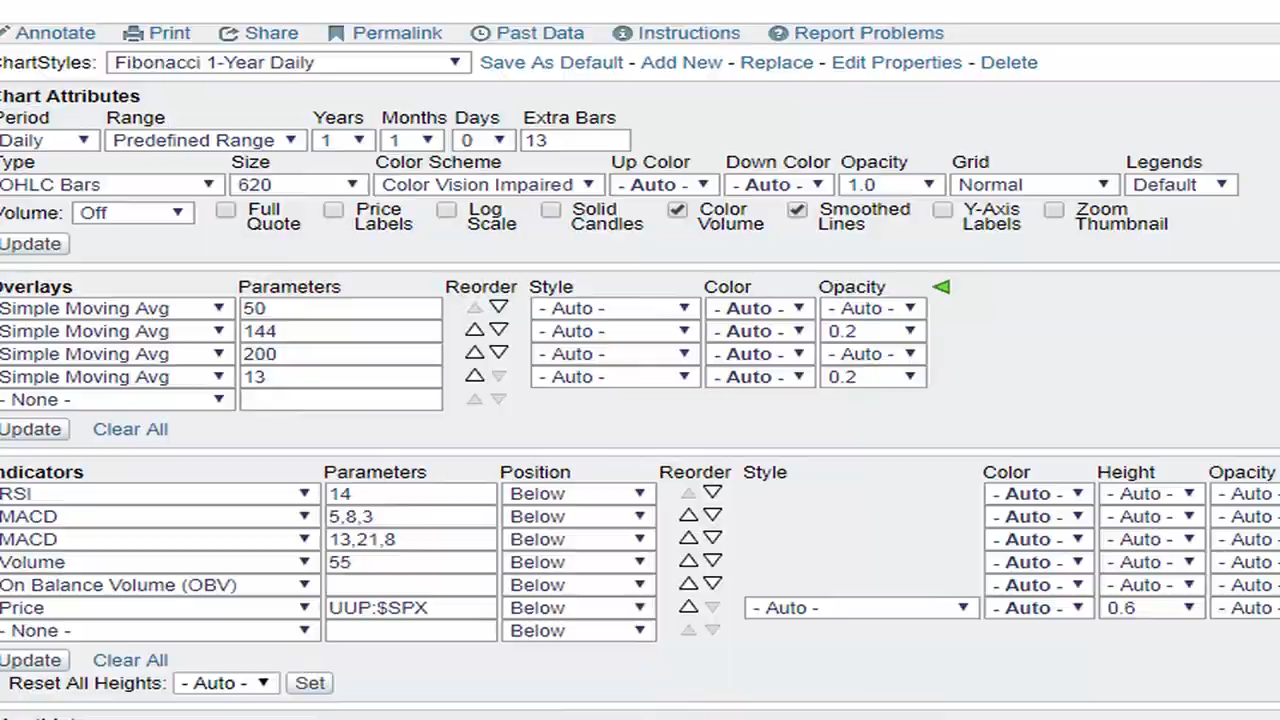 Annotate Print Share Permalink Past Data Instructions Report Problems
ChartStyles: Fibonacci 1-Year Daily Save As Default - Add New - Replace - Edit Properties - Delete
Chart Attributes
Period Range Years Months Days Extra Bars
Daily Predefined Range 1 1 0 13
Type Size Color Scheme Up Color Down Color Opacity Grid Legends
OHLC Bars 620 Color Vision Impaired - Auto - - Auto - 1.0 Normal Default
Volume: Off Full Quote Price Labels Log Scale Solid Candles Color Volume Smoothed Lines Y-Axis Labels Zoom Thumbnail
Update
Overlays Parameters Reorder Style Color Opacity
Simple Moving Avg 50 - Auto - - Auto - - Auto -
Simple Moving Avg 144 - Auto - - Auto - 0.2
Simple Moving Avg 200 - Auto - - Auto - - Auto -
Simple Moving Avg 13 - Auto - - Auto - 0.2
- None -
Update Clear All
Indicators Parameters Position Reorder Style Color Height Opacity
RSI 14 Below - Auto - - Auto - - Auto -
MACD 5,8,3 Below - Auto - - Auto - - Auto -
MACD 13,21,8 Below - Auto - - Auto - - Auto -
Volume 55 Below - Auto - - Auto - - Auto -
On Balance Volume (OBV) Below - Auto - - Auto - - Auto -
Price UUP:$SPX Below - Auto - - Auto - 0.6 - Auto -
- None - Below
Update Clear All
Reset All Heights: - Auto - Set